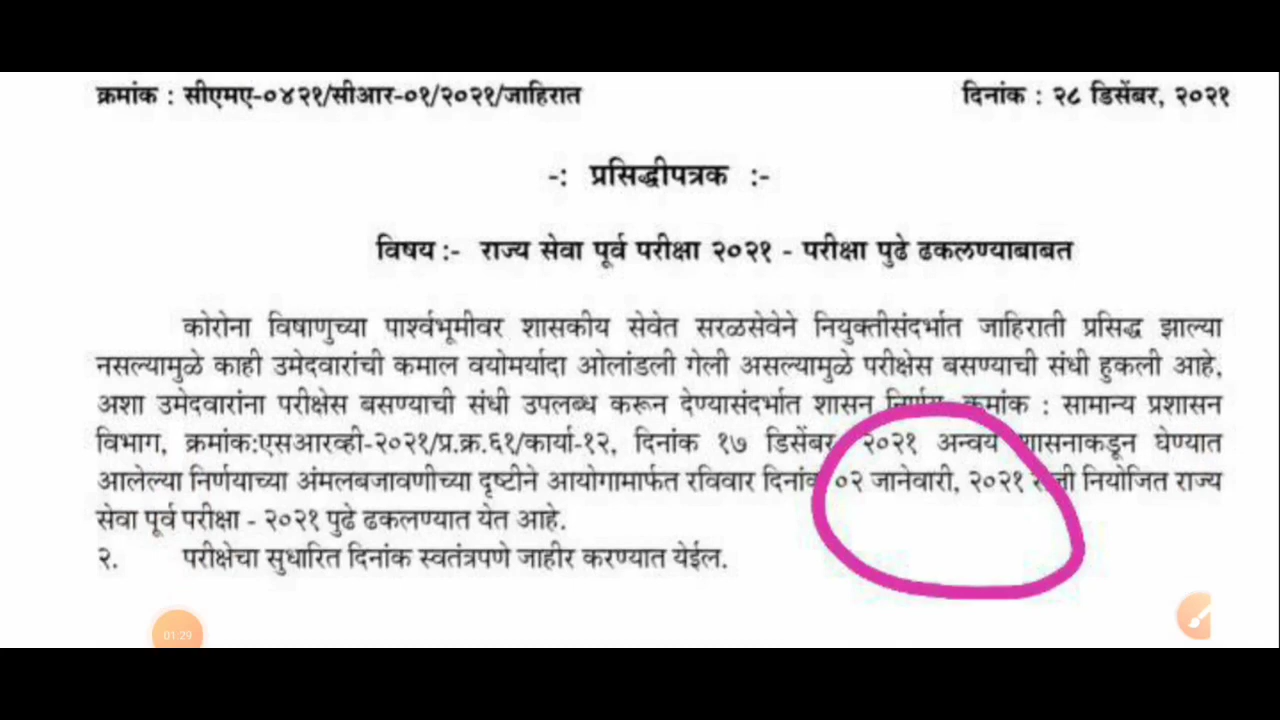 क्रमांक : सीएमए-०४२१/सीआर-०१/२०२१/जाहिरात दिनांक : २८ डिसेंबर, २०२१
-: प्रसिद्धीपत्रक :-
विषय :- राज्य सेवा पूर्व परीक्षा २०२१ - परीक्षा पुढे ढकलण्याबाबत
कोरोना विषाणुच्या पार्श्वभूमीवर शासकीय सेवेत सरळसेवेने नियुक्तीसंदर्भात जाहिराती प्रसिद्ध झाल्या
नसल्यामुळे काही उमेदवारांची कमाल वयोमर्यादा ओलांडली गेली असल्यामुळे परीक्षेस बसण्याची संधी हुकली आहे,
अशा उमेदवारांना परीक्षेस बसण्याची संधी उपलब्ध करून देण्यासंदर्भात शासन निर्णय, क्रमांक : सामान्य प्रशासन
विभाग, क्रमांक:एसआरव्ही-२०२१/प्र.क्र.६१/कार्या-१२, दिनांक १७ डिसेंबर, २०२१ अन्वये शासनाकडून घेण्यात
आलेल्या निर्णयाच्या अंमलबजावणीच्या दृष्टीने आयोगामार्फत रविवार दिनांक ०२ जानेवारी, २०२१ रोजी नियोजित राज्य
सेवा पूर्व परीक्षा - २०२१ पुढे ढकलण्यात येत आहे.
२. परीक्षेचा सुधारित दिनांक स्वतंत्रपणे जाहीर करण्यात येईल.
01:29